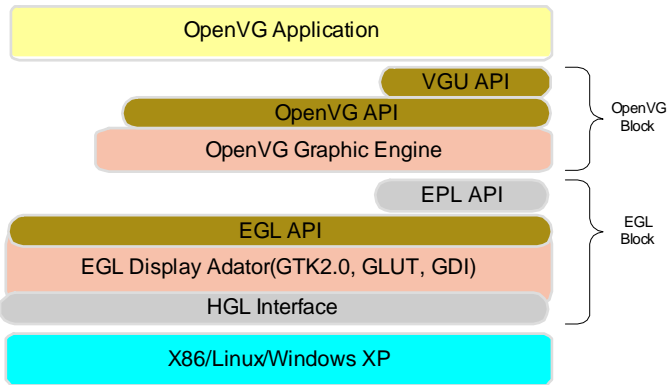 OpenVG Application
VGU API
OpenVG API
OpenVG Graphic Engine
OpenVG
Block
EPL API
EGL API
EGL Display Adator(GTK2.0, GLUT, GDI)
HGL Interface
EGL
Block
X86/Linux/Windows XP